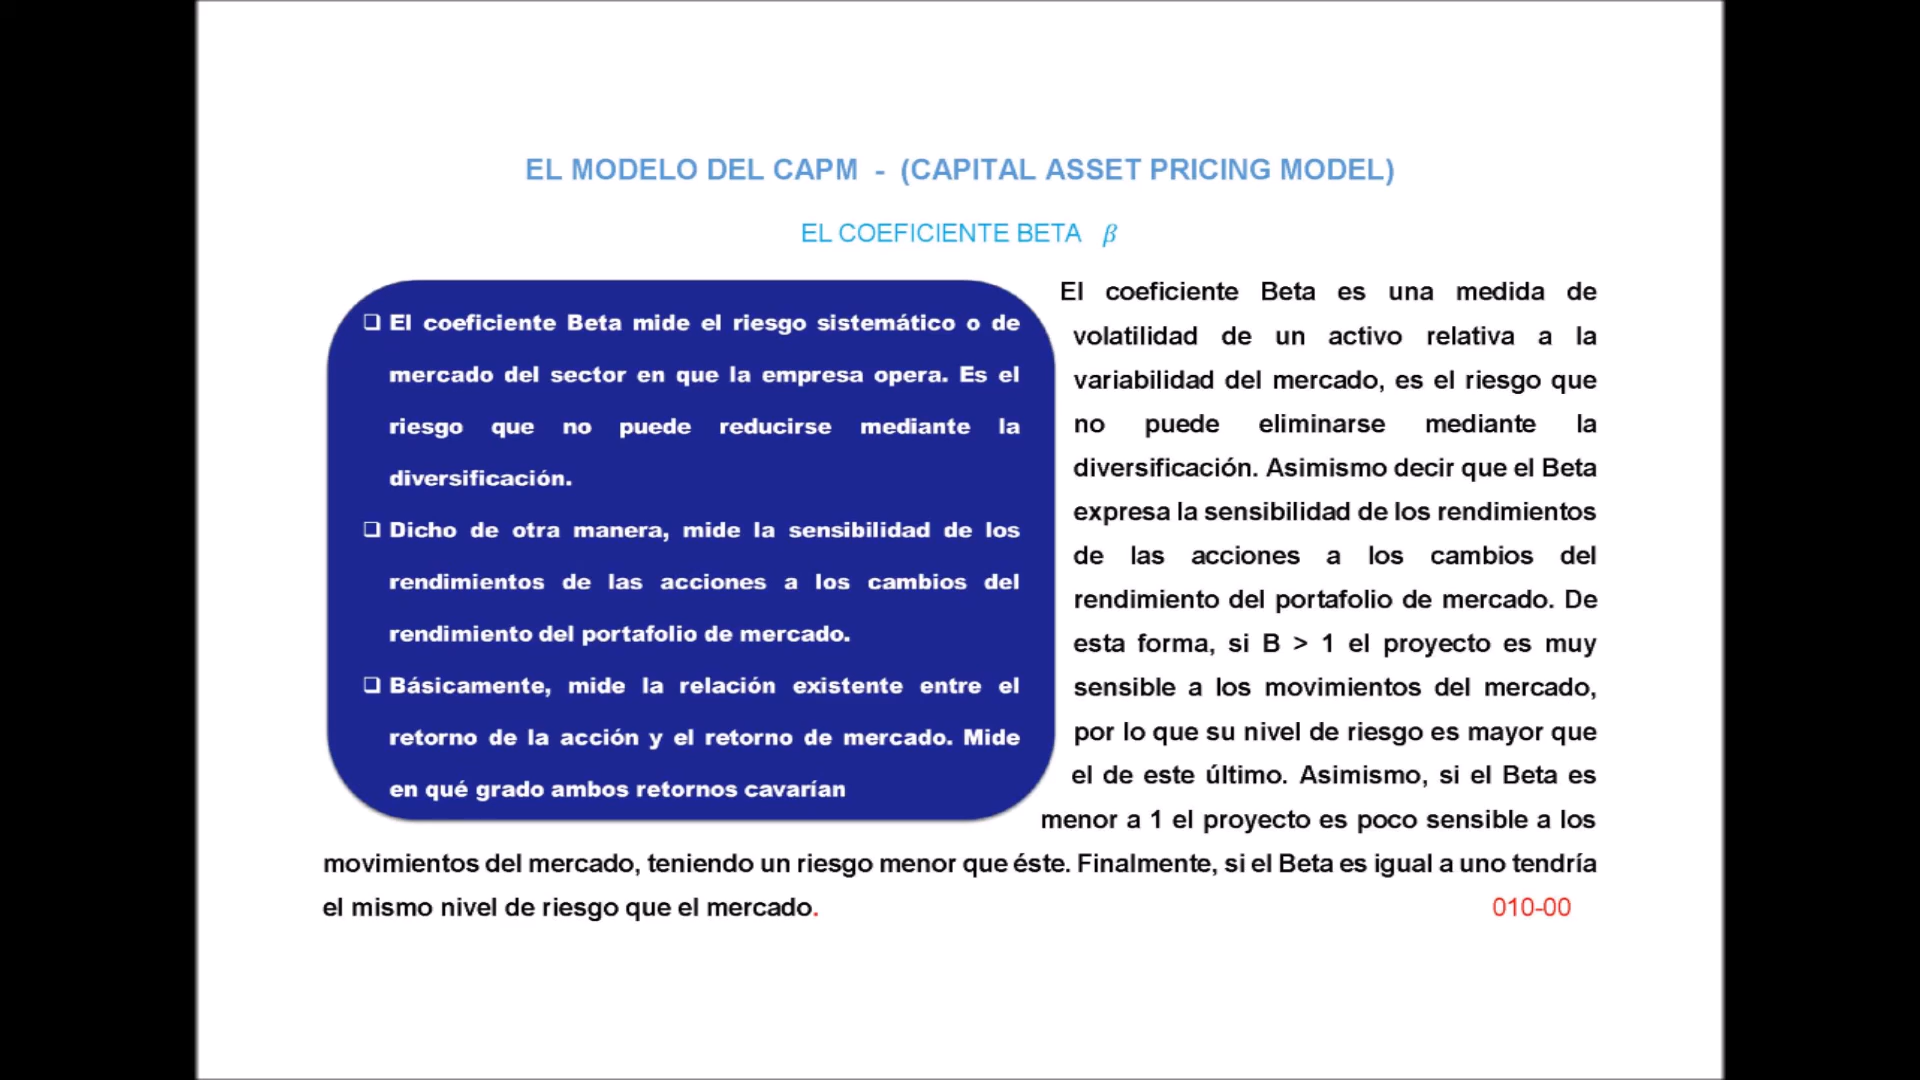 EL MODELO DEL CAPM - (CAPITAL ASSET PRICING MODEL)
EL COEFICIENTE BETA β
❑ El coeficiente Beta mide el riesgo sistemático o de
mercado del sector en que la empresa opera. Es el
riesgo que no puede reducirse mediante la
diversificación.
❑ Dicho de otra manera, mide la sensibilidad de los
rendimientos de las acciones a los cambios del
rendimiento del portafolio de mercado.
❑ Básicamente, mide la relación existente entre el
retorno de la acción y el retorno de mercado. Mide
en qué grado ambos retornos cavarían
El coeficiente Beta es una medida de
volatilidad de un activo relativa a la
variabilidad del mercado, es el riesgo que
no puede eliminarse mediante la
diversificación. Asimismo decir que el Beta
expresa la sensibilidad de los rendimientos
de las acciones a los cambios del
rendimiento del portafolio de mercado. De
esta forma, si B > 1 el proyecto es muy
sensible a los movimientos del mercado,
por lo que su nivel de riesgo es mayor que
el de este último. Asimismo, si el Beta es
menor a 1 el proyecto es poco sensible a los
movimientos del mercado, teniendo un riesgo menor que éste. Finalmente, si el Beta es igual a uno tendría
el mismo nivel de riesgo que el mercado.
010-00